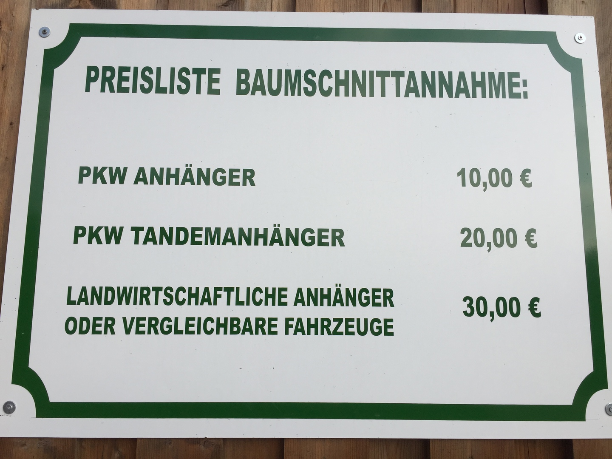 PREISLISTE BAUMSCHNITTANNAHME:
PKW ANHÄNGER 10,00 €
PKW TANDEMANHÄNGER 20,00 €
LANDWIRTSCHAFTLICHE ANHÄNGER
ODER VERGLEICHBARE FAHRZEUGE 30,00 €